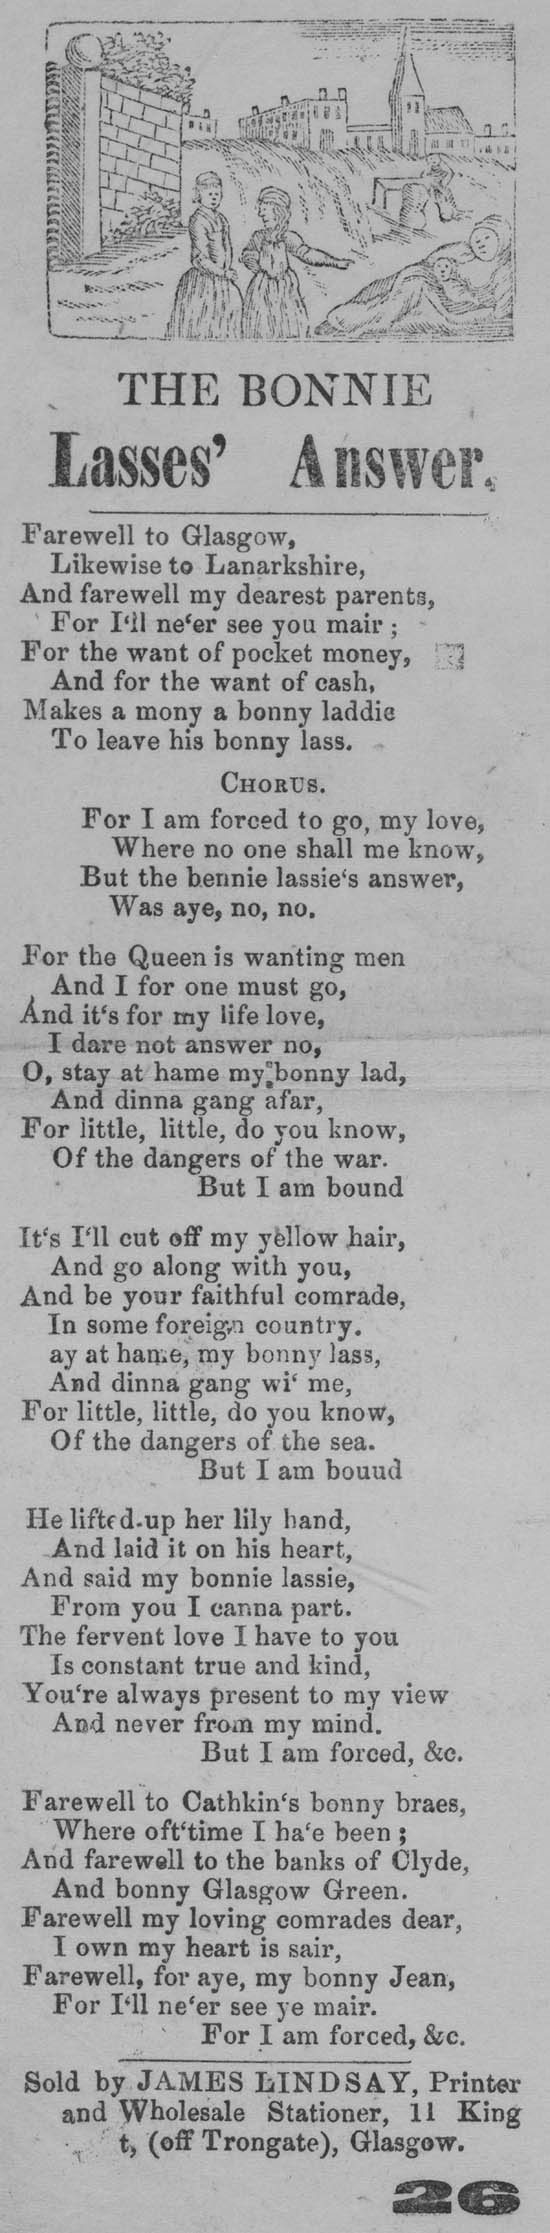 THE BONNIE
Lasses' Answer.
Farewell to Glasgow,
Likewise to Lanarkshire,
And farewell my dearest parents,
For I'll ne'er see you mair ;
For the want of pocket money,
And for the want of cash,
Makes a mony a bonny laddie
To leave his bonny lass.
CHORUS.
For I am forced to go, my love,
Where no one shall me know,
But the bennie lassie's answer,
Was aye, no, no.
For the Queen is wanting men
And I for one must go,
And it's for my life love,
I dare not answer no,
O, stay at hame my bonny lad,
And dinna gang afar,
For little, little, do you know,
Of the dangers of the war.
But I am bound
It's I'll cut off my yellow hair,
And go along with you,
And be your faithful comrade,
In some foreign country.
ay at hame, my bonny lass,
And dinna gang wi' me,
For little, little, do you know,
Of the dangers of the sea.
But I am bouud
He lifted-up her lily hand,
And laid it on his heart,
And said my bonnie lassie,
From you I canna part.
The fervent love I have to you
Is constant true and kind,
You're always present to my view
And never from my mind.
But I am forced, &c.
Farewell to Cathkin's bonny braes,
Where oft'time I ha'e been ;
And farewell to the banks of Clyde,
And bonny Glasgow Green.
Farewell my loving comrades dear,
I own my heart is sair,
Farewell, for aye, my bonny Jean,
For I'll ne'er see ye mair.
For I am forced, &c.
Sold by JAMES LINDSAY, Printer
and Wholesale Stationer, 11 King
t, (off Trongate), Glasgow.
26